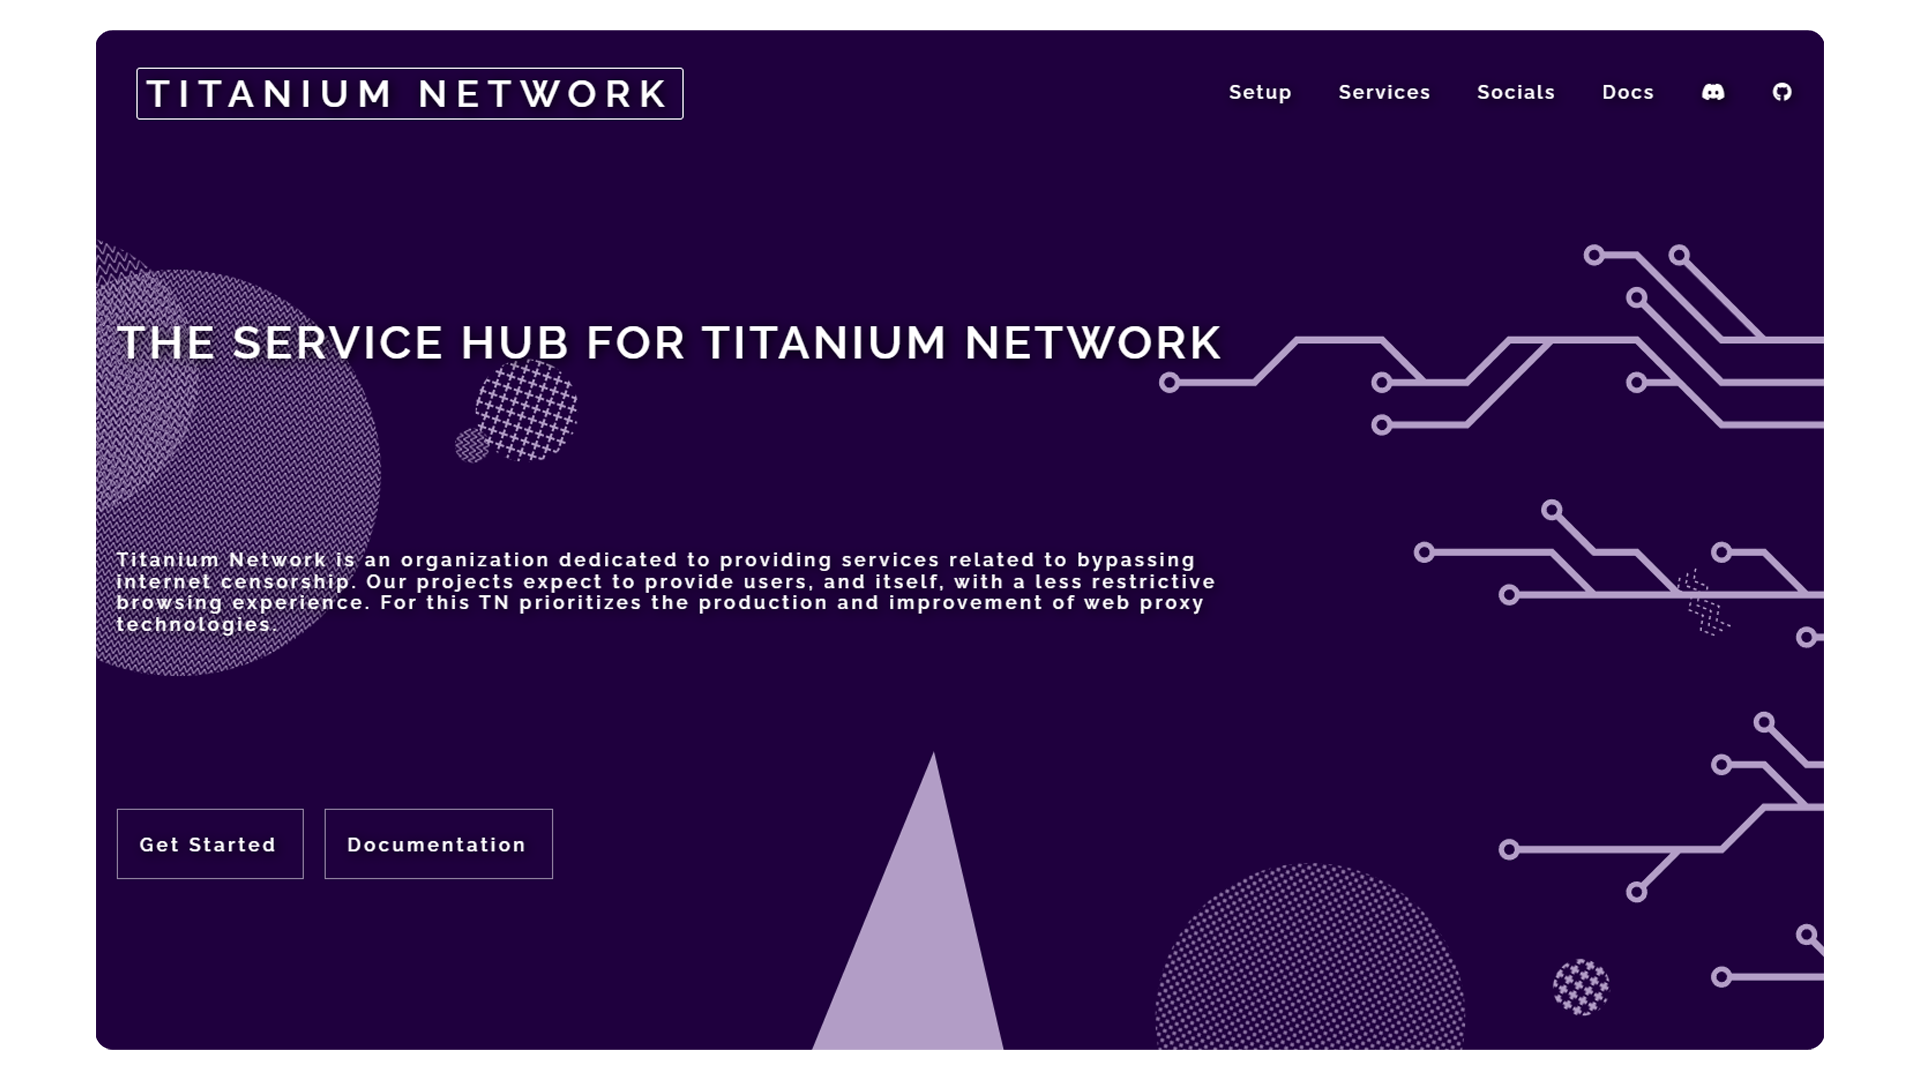 TITANIUM NETWORK
Setup Services Socials Docs
THE SERVICE HUB FOR TITANIUM NETWORK
Titanium Network is an organization dedicated to providing services related to bypassing
internet censorship. Our projects expect to provide users, and itself, with a less restrictive
browsing experience. For this TN prioritizes the production and improvement of web proxy
technologies.
Get Started Documentation